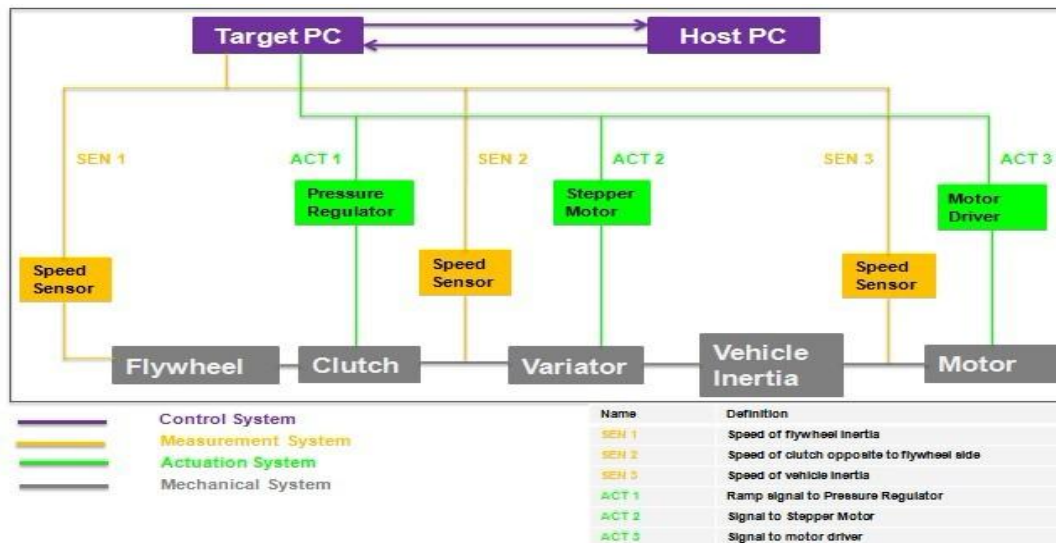 Target PC
Host PC
SEN 1
ACT 1
SEN 2
ACT 2
SEN 3
ACT 3
Pressure
Regulator
Stepper
Motor
Motor
Driver
Speed
Sensor
Speed
Sensor
Speed
Sensor
Flywheel
Clutch
Variator
Vehicle
Inertia
Motor
Control System
Measurement System
Actuation System
Mechanical System
Name Definition
SEN 1 Speed of flywheel inertia
SEN 2 Speed of clutch opposite to flywheel side
SEN 3 Speed of vehicle inertia
ACT 1 Ramp signal to Pressure Regulator
ACT 2 Signal to Stepper Motor
ACT 3 Signal to motor driver